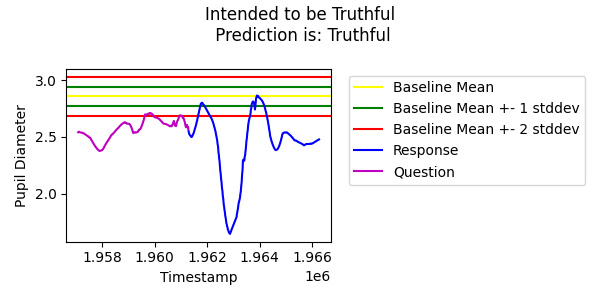 Intended to be Truthful
Prediction is: Truthful
3.0
2.5
2.0
Pupil Diameter
1.958 1.960 1.962 1.964 1.966
1e6
Timestamp
Baseline Mean
Baseline Mean +- 1 stddev
Baseline Mean +- 2 stddev
Response
Question